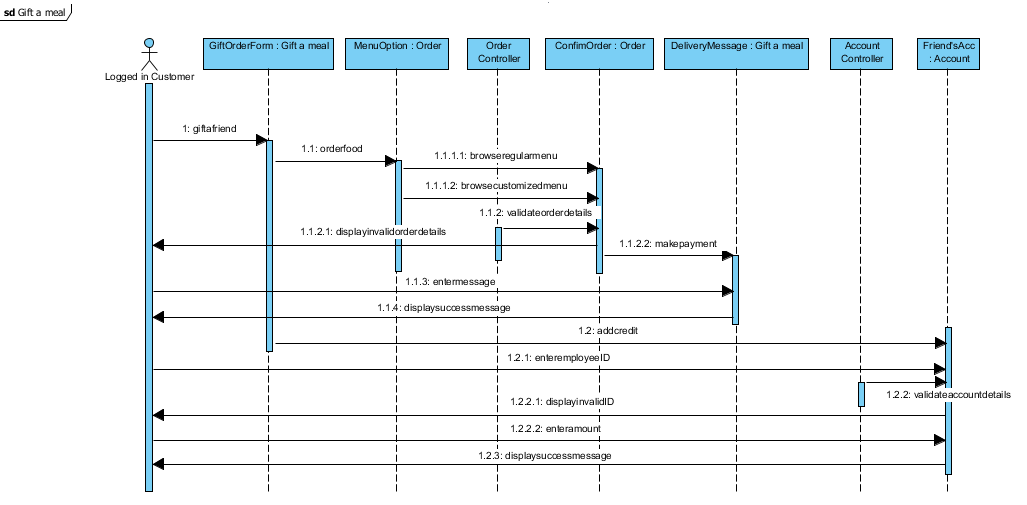 sd Gift a meal
GiftOrderForm : Gift a meal
MenuOption : Order
Order
Controller
ConfimOrder : Order
DeliveryMessage : Gift a meal
Account
Controller
Friend'sAcc
: Account
Logged in Customer
1: giftafriend
1.1: orderfood
1.1.1.1: browseregularmenu
1.1.1.2: browsecustomizedmenu
1.1.2: validateorderdetails
1.1.2.1: displayinvalidorderdetails
1.1.2.2: makepayment
1.1.3: entermessage
1.1.4: displaysuccessmessage
1.2: addcredit
1.2.1: enteremployeeID
1.2.2: validateaccountdetails
1.2.2.1: displayinvalidID
1.2.2.2: enteramount
1.2.3: displaysuccessmessage